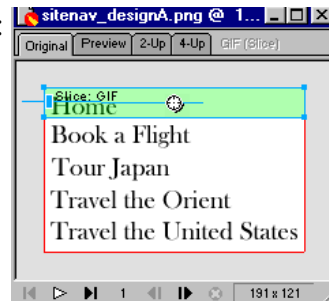 :
sitenav_designA.png @ 1...
Original Preview 2-Up 4-Up GIF (Slice)
Slice: GIF
Home
Book a Flight
Tour Japan
Travel the Orient
Travel the United States
1 191 x 121